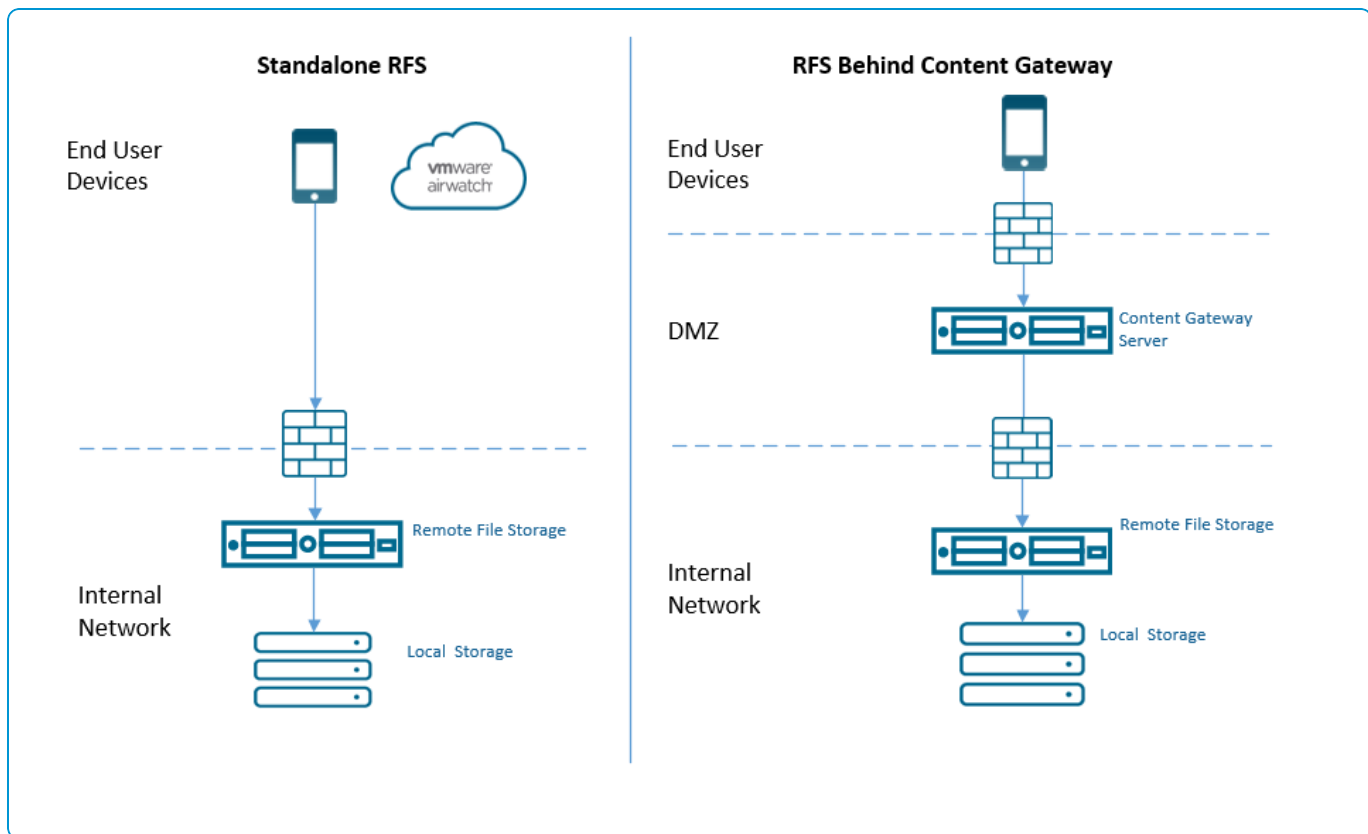 Standalone RFS
End User
Devices
vmware
airwatch
Remote File Storage
Internal
Network
Local Storage
RFS Behind Content Gateway
End User
Devices
DMZ
Content Gateway
Server
Remote File Storage
Internal
Network
Local Storage